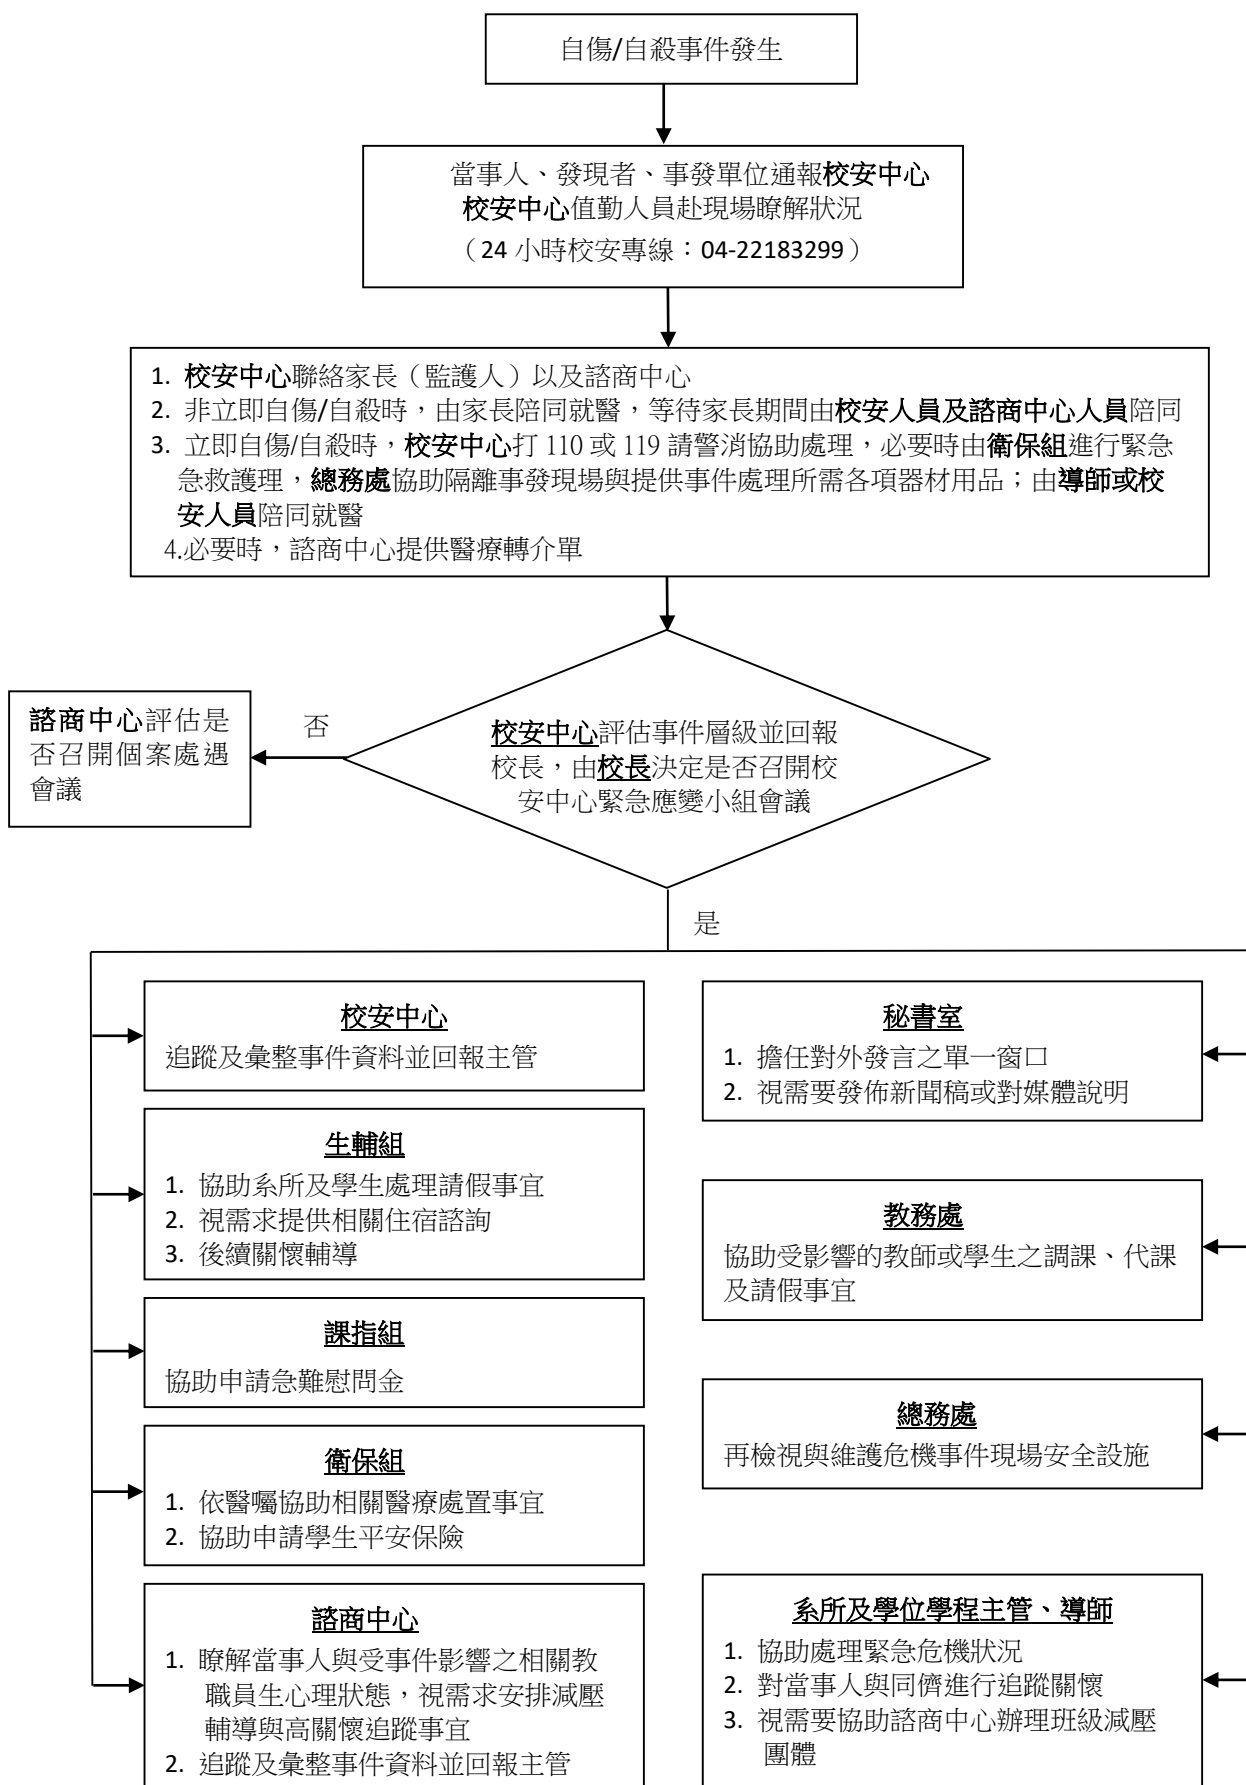 自傷/自殺事件發生
當事人、發現者、事發單位通報校安中心
校安中心值勤人員赴現場瞭解狀況
（24 小時校安專線：04-22183299）
1. 校安中心聯絡家長（監護人）以及諮商中心
2. 非立即自傷/自殺時，由家長陪同就醫，等待家長期間由校安人員及諮商中心人員陪同
3. 立即自傷/自殺時，校安中心打 110 或 119 請警消協助處理，必要時由衛保組進行緊急
急救護理，總務處協助隔離事發現場與提供事件處理所需各項器材用品；由導師或校
安人員陪同就醫
4.必要時，諮商中心提供醫療轉介單
校安中心評估事件層級並回報
校長，由校長決定是否召開校
安中心緊急應變小組會議
否
諮商中心評估是
否召開個案處遇
會議
是
校安中心
追蹤及彙整事件資料並回報主管
生輔組
1. 協助系所及學生處理請假事宜
2. 視需求提供相關住宿諮詢
3. 後續關懷輔導
課指組
協助申請急難慰問金
衛保組
1. 依醫囑協助相關醫療處置事宜
2. 協助申請學生平安保險
諮商中心
1. 瞭解當事人與受事件影響之相關教
職員生心理狀態，視需求安排減壓
輔導與高關懷追蹤事宜
2. 追蹤及彙整事件資料並回報主管
秘書室
1. 擔任對外發言之單一窗口
2. 視需要發佈新聞稿或對媒體說明
教務處
協助受影響的教師或學生之調課、代課
及請假事宜
總務處
再檢視與維護危機事件現場安全設施
系所及學位學程主管、導師
1. 協助處理緊急危機狀況
2. 對當事人與同儕進行追蹤關懷
3. 視需要協助諮商中心辦理班級減壓
團體